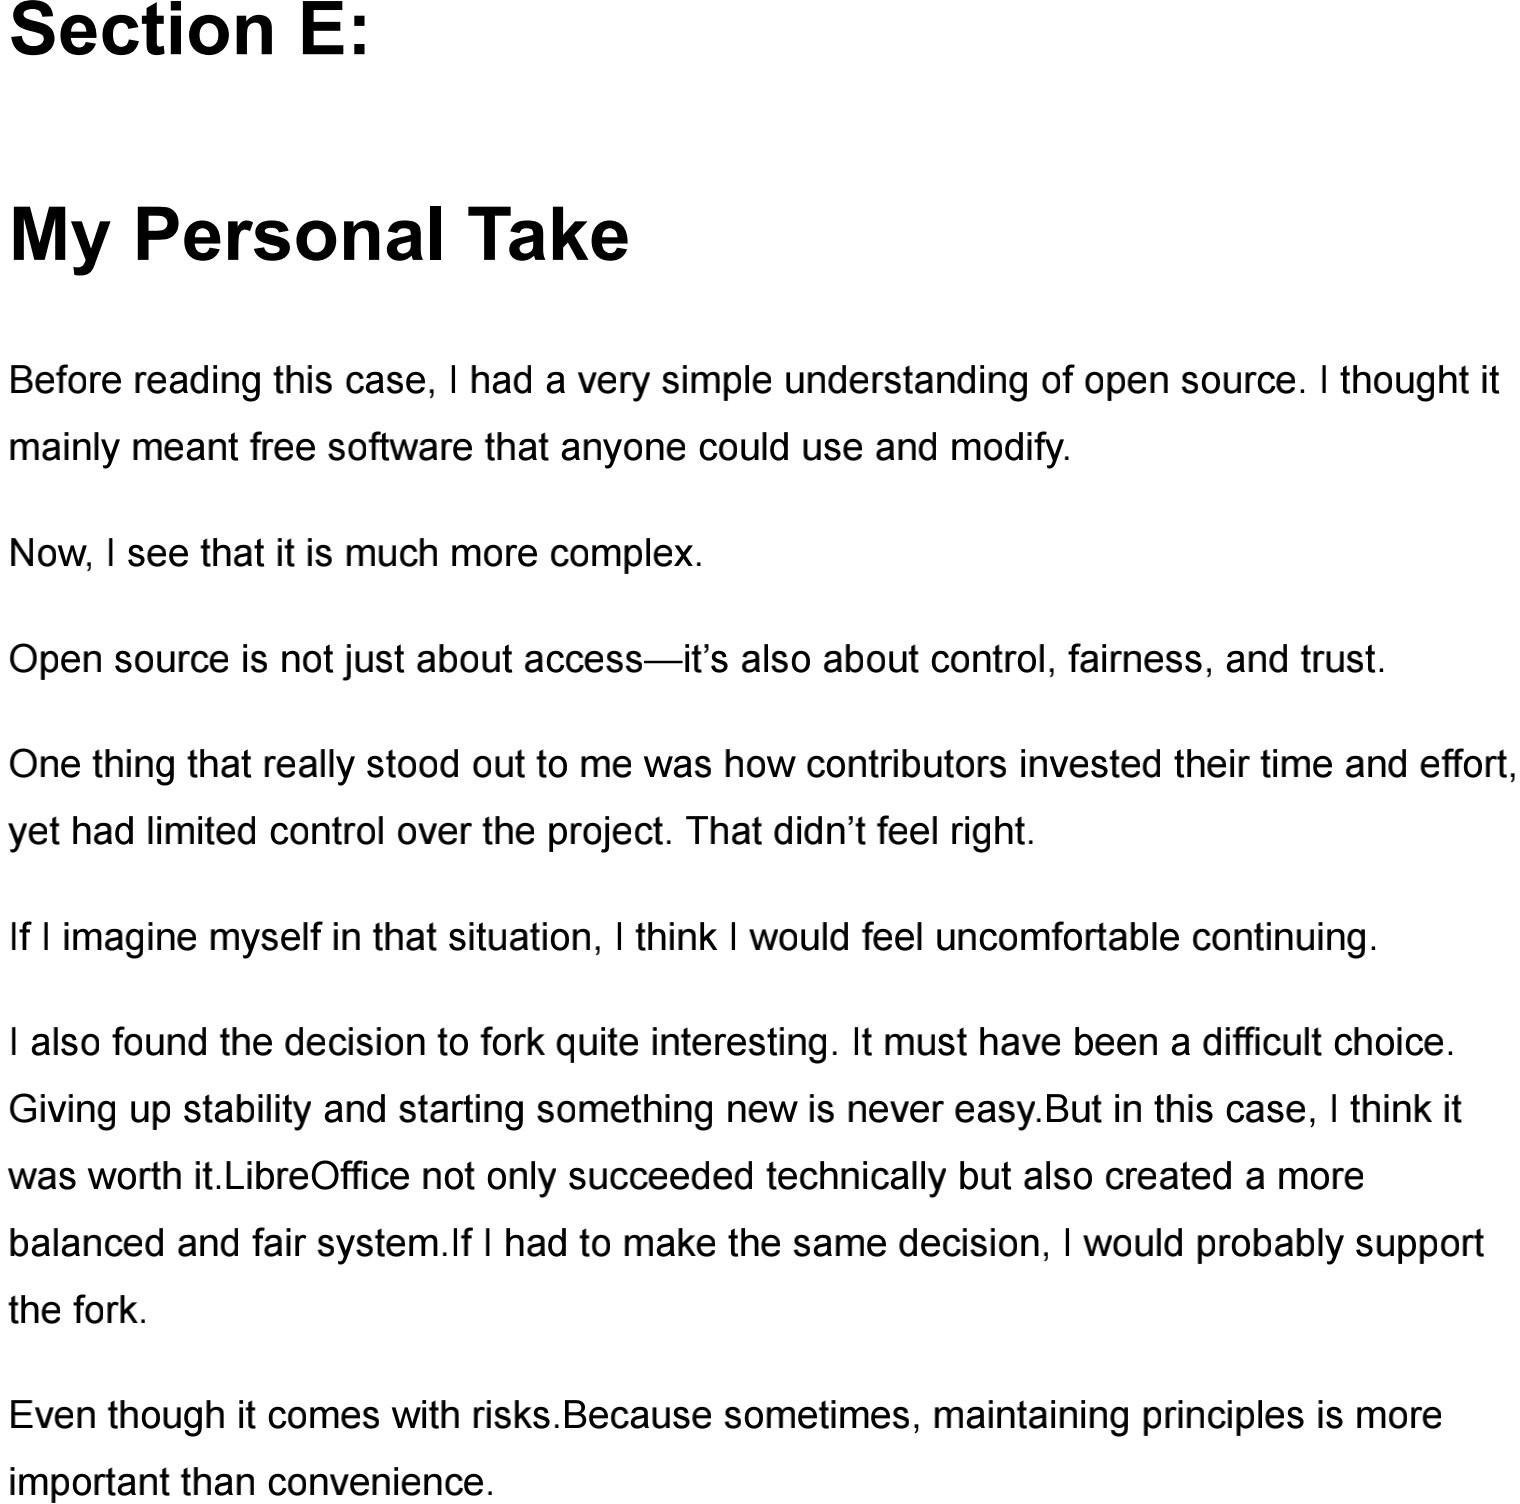 Section E:
My Personal Take
Before reading this case, I had a very simple understanding of open source. I thought it
mainly meant free software that anyone could use and modify.
Now, I see that it is much more complex.
Open source is not just about access—it’s also about control, fairness, and trust.
One thing that really stood out to me was how contributors invested their time and effort,
yet had limited control over the project. That didn’t feel right.
If I imagine myself in that situation, I think I would feel uncomfortable continuing.
I also found the decision to fork quite interesting. It must have been a difficult choice.
Giving up stability and starting something new is never easy.But in this case, I think it
was worth it.LibreOffice not only succeeded technically but also created a more
balanced and fair system.If I had to make the same decision, I would probably support
the fork.
Even though it comes with risks.Because sometimes, maintaining principles is more
important than convenience.